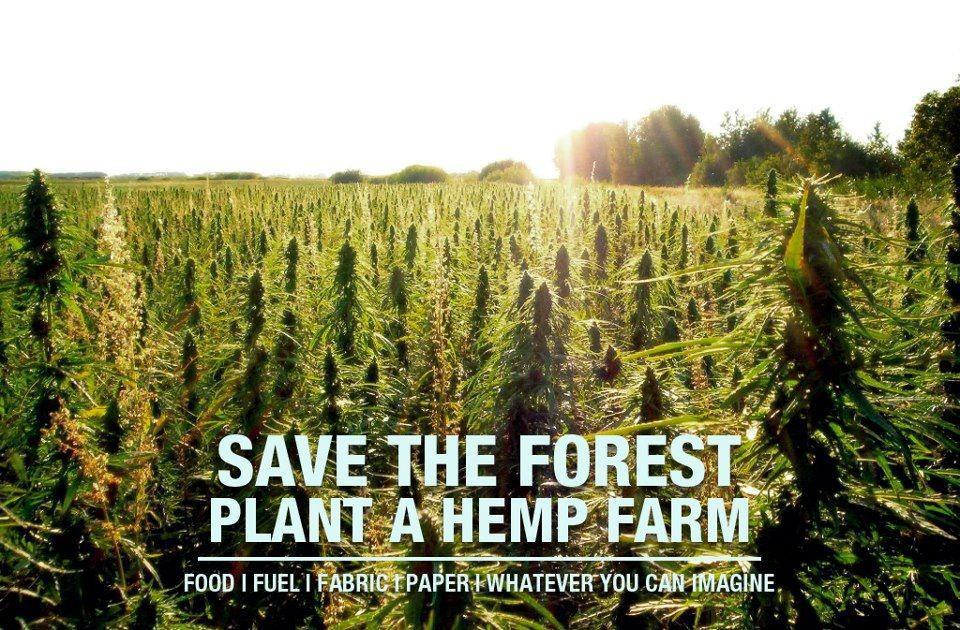 SAVE THE FOREST
PLANT A HEMP FARM
FOOD | FUEL | FABRIC | PAPER | WHATEVER YOU CAN IMAGINE